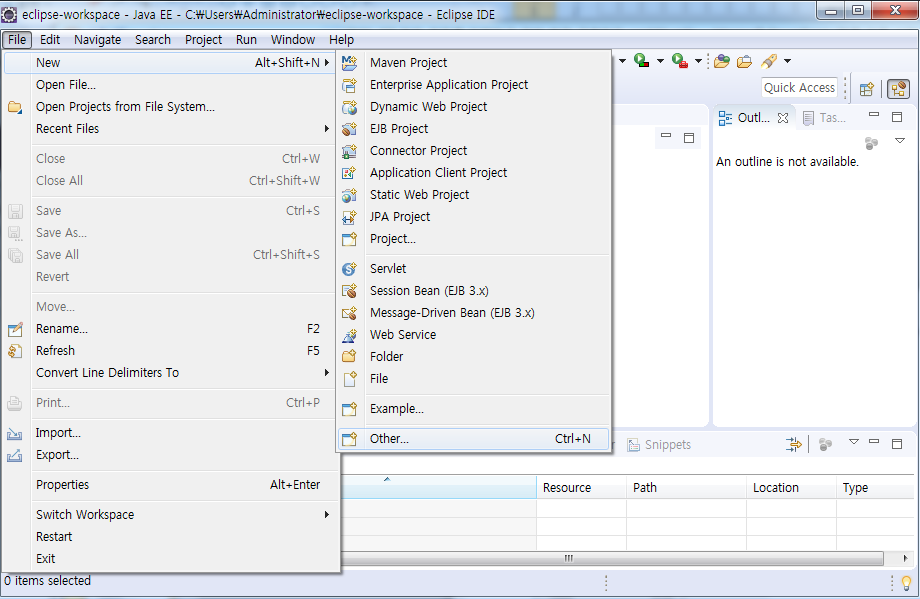 eclipse-workspace - Java EE - C:₩Users₩Administrator₩eclipse-workspace - Eclipse IDE
File Edit Navigate Search Project Run Window Help
New Alt+Shift+N
Open File...
Open Projects from File System...
Recent Files
Close Ctrl+W
Close All Ctrl+Shift+W
Save Ctrl+S
Save As...
Save All Ctrl+Shift+S
Revert
Move...
Rename... F2
Refresh F5
Convert Line Delimiters To
Print... Ctrl+P
Import...
Export...
Properties Alt+Enter
Switch Workspace
Restart
Exit
Maven Project
Enterprise Application Project
Dynamic Web Project
EJB Project
Connector Project
Application Client Project
Static Web Project
JPA Project
Project...
Servlet
Session Bean (EJB 3.x)
Message-Driven Bean (EJB 3.x)
Web Service
Folder
File
Example...
Other... Ctrl+N
Quick Access
Outl... Tas...
An outline is not available.
Snippets
Resource Path Location Type
0 items selected